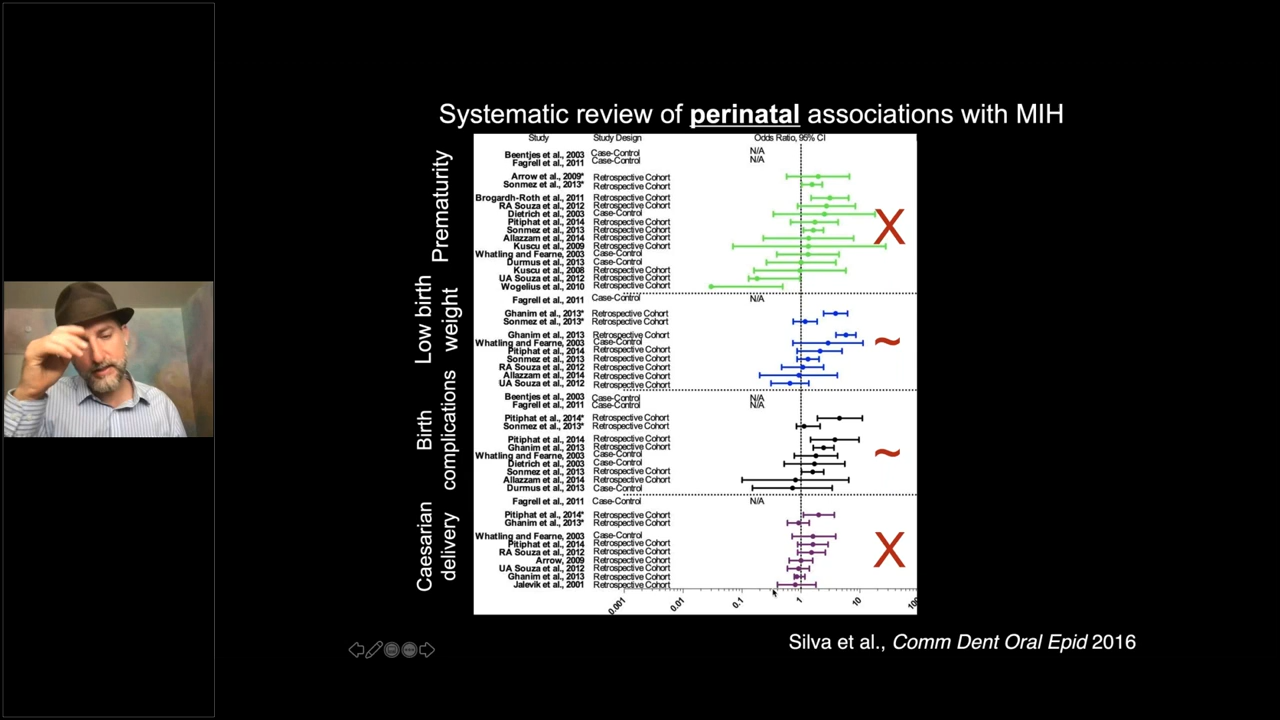 Systematic review of perinatal associations with MIH
Study Study Design Odds Ratio, 95% CI
Prematurity
Beentjes et al., 2003 Case-Control N/A
Fagrell et al., 2011 Case-Control N/A
Arrow et al., 2009* Retrospective Cohort
Sonmez et al., 2013* Retrospective Cohort
Brogardh-Roth et al., 2011 Retrospective Cohort
RA Souza et al., 2012 Retrospective Cohort
Dietrich et al., 2003 Case-Control
Pitiphat et al., 2014 Retrospective Cohort
Sonmez et al., 2013 Retrospective Cohort
Allazzam et al., 2014 Retrospective Cohort
Kuscu et al., 2009 Retrospective Cohort
Whatling and Fearne, 2003 Case-Control
Durmus et al., 2013 Case-Control
Kuscu et al., 2008 Retrospective Cohort
UA Souza et al., 2012 Retrospective Cohort
Wogelius et al., 2010 Retrospective Cohort
X
Low birth
weight
Fagrell et al., 2011 Case-Control N/A
Ghanim et al., 2013* Retrospective Cohort
Sonmez et al., 2013* Retrospective Cohort
Ghanim et al., 2013 Retrospective Cohort
Whatling and Fearne, 2003 Case-Control
Pitiphat et al., 2014 Retrospective Cohort
Sonmez et al., 2013 Retrospective Cohort
RA Souza et al., 2012 Retrospective Cohort
Allazzam et al., 2014 Retrospective Cohort
UA Souza et al., 2012 Retrospective Cohort
~
Birth
complications
Beentjes et al., 2003 Case-Control N/A
Fagrell et al., 2011 Case-Control N/A
Pitiphat et al., 2014* Retrospective Cohort
Sonmez et al., 2013* Retrospective Cohort
Pitiphat et al., 2014 Retrospective Cohort
Ghanim et al., 2013 Retrospective Cohort
Whatling and Fearne, 2003 Case-Control
Dietrich et al., 2003 Case-Control
Sonmez et al., 2013 Retrospective Cohort
Allazzam et al., 2014 Retrospective Cohort
Durmus et al., 2013 Case-Control
~
Caesarian
delivery
Fagrell et al., 2011 Case-Control N/A
Pitiphat et al., 2014* Retrospective Cohort
Ghanim et al., 2013* Retrospective Cohort
Whatling and Fearne, 2003 Case-Control
Pitiphat et al., 2014 Retrospective Cohort
RA Souza et al., 2012 Retrospective Cohort
Arrow, 2009 Retrospective Cohort
UA Souza et al., 2012 Retrospective Cohort
Ghanim et al., 2013 Retrospective Cohort
Jalevik et al., 2001 Retrospective Cohort
X
0.001 0.01 0.1 1 10 100
Silva et al., Comm Dent Oral Epid 2016